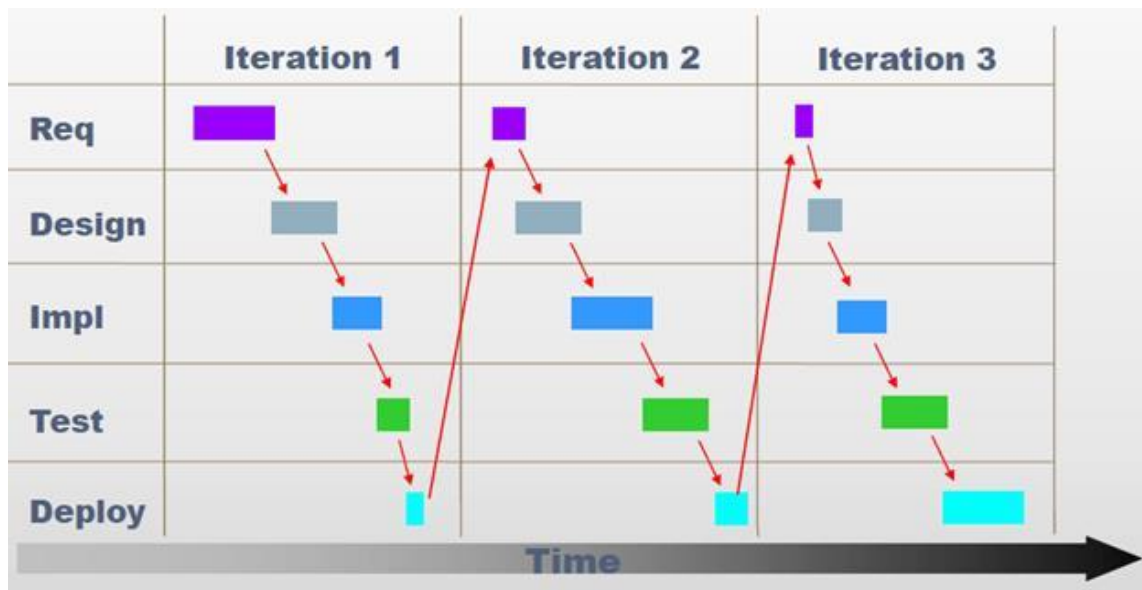 Iteration 1
Iteration 2
Iteration 3
Req
Design
Impl
Test
Deploy
Time